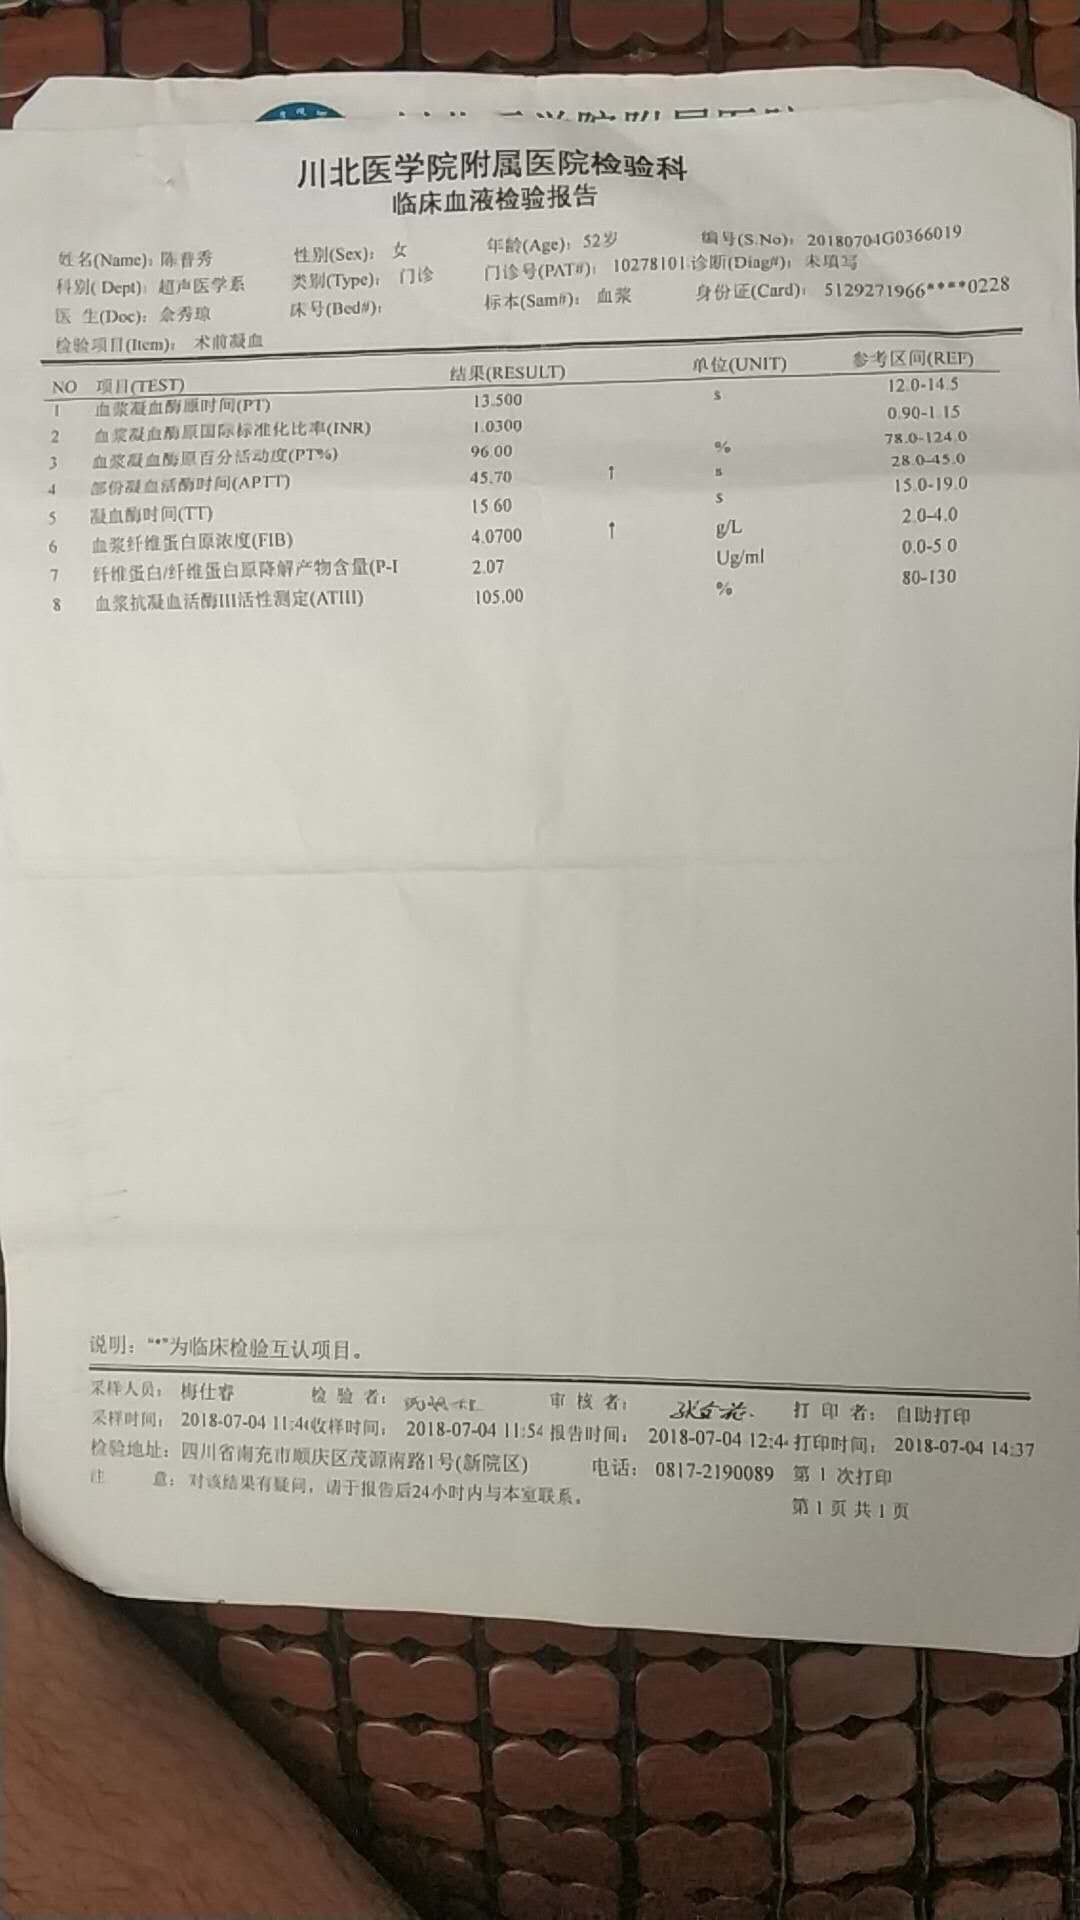 川北医学院附属医院检验科
临床血液检验报告
姓名(Name): 陈普秀 性别(Sex): 女 年龄(Age): 52岁 编号(S.No): 20180704G0366019
科别( Dept): 超声医学系 类别(Type): 门诊 门诊号(PAT#): 10278101 诊断(Diag#): 未填写
医 生(Doc): 余秀琼 床号(Bed#): 标本(Sam#): 血浆 身份证(Card): 5129271966****0228
检验项目(Item): 术前凝血
NO 项目(TEST) 结果(RESULT) 单位(UNIT) 参考区间(REF)
1 血浆凝血酶原时间(PT) 13.500 s 12.0-14.5
2 血浆凝血酶原国际标准化比率(INR) 1.0300 0.90-1.15
3 血浆凝血酶原百分活动度(PT%) 96.00 % 78.0-124.0
4 部份凝血活酶时间(APTT) 45.70 ↑ s 28.0-45.0
5 凝血酶时间(TT) 15.60 s 15.0-19.0
6 血浆纤维蛋白原浓度(FIB) 4.0700 ↑ g/L 2.0-4.0
7 纤维蛋白/纤维蛋白原降解产物含量(P-I 2.07 Ug/ml 0.0-5.0
8 血浆抗凝血活酶III活性测定(ATIII) 105.00 % 80-130
说明: "*"为临床检验互认项目。
采样人员: 梅仕睿 检 验 者: 审 核 者: 打 印 者: 自助打印
采样时间: 2018-07-04 11:4 收样时间: 2018-07-04 11:54 报告时间: 2018-07-04 12:4 打印时间: 2018-07-04 14:37
检验地址: 四川省南充市顺庆区茂源南路1号(新院区) 电话: 0817-2190089 第 1 次打印
注 意: 对该结果有疑问，请于报告后24小时内与本室联系。
第 1 页 共 1 页